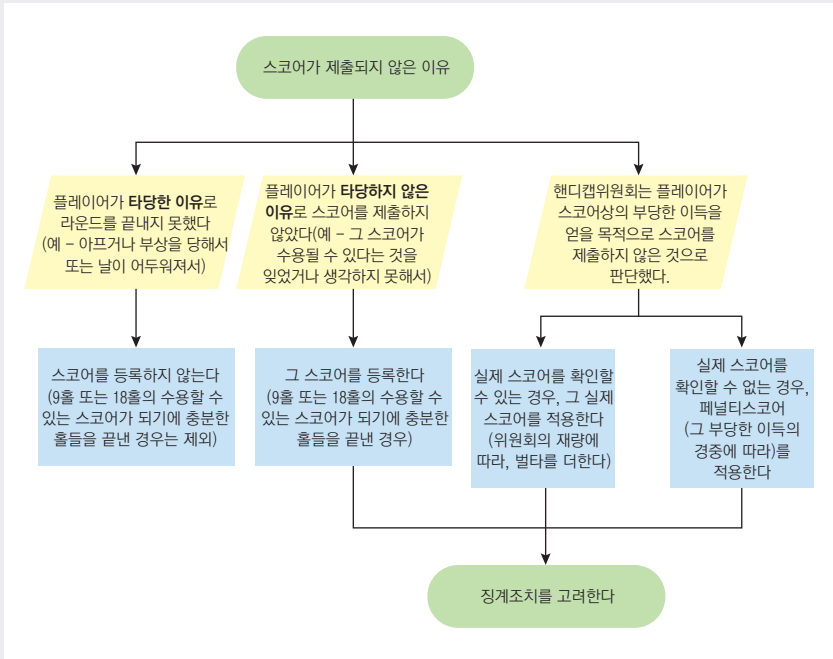 스코어가 제출되지 않은 이유
플레이어가 타당한 이유로
라운드를 끝내지 못했다
(예 – 아프거나 부상을 당해서
또는 날이 어두워져서)
플레이어가 타당하지 않은
이유로 스코어를 제출하지
않았다(예 – 그 스코어가
수용될 수 있다는 것을
잊었거나 생각하지 못해서)
핸디캡위원회는 플레이어가
스코어상의 부당한 이득을
얻을 목적으로 스코어를
제출하지 않은 것으로
판단했다.
스코어를 등록하지 않는다
(9홀 또는 18홀의 수용할 수
있는 스코어가 되기에 충분한
홀들을 끝낸 경우는 제외)
그 스코어를 등록한다
(9홀 또는 18홀의 수용할 수
있는 스코어가 되기에 충분한
홀들을 끝낸 경우)
실제 스코어를 확인할
수 있는 경우, 그 실제
스코어를 적용한다
(위원회의 재량에
따라, 벌타를 더한다)
실제 스코어를
확인할 수 없는 경우,
페널티스코어
(그 부당한 이득의
경중에 따라)를
적용한다
징계조치를 고려한다